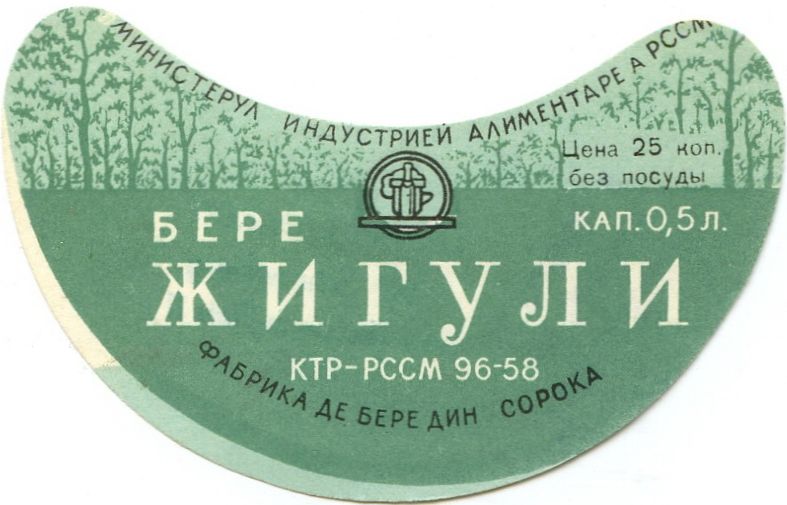 МИНИСТЕРУЛ ИНДУСТРИЕЙ АЛИМЕНТАРЕ А РССМ
Цена 25 коп.
без посуды
БЕРЕ
КАП. 0,5 л.
ЖИГУЛИ
КТР-РССМ 96-58
ФАБРИКА ДЕ БЕРЕ ДИН СОРОКА